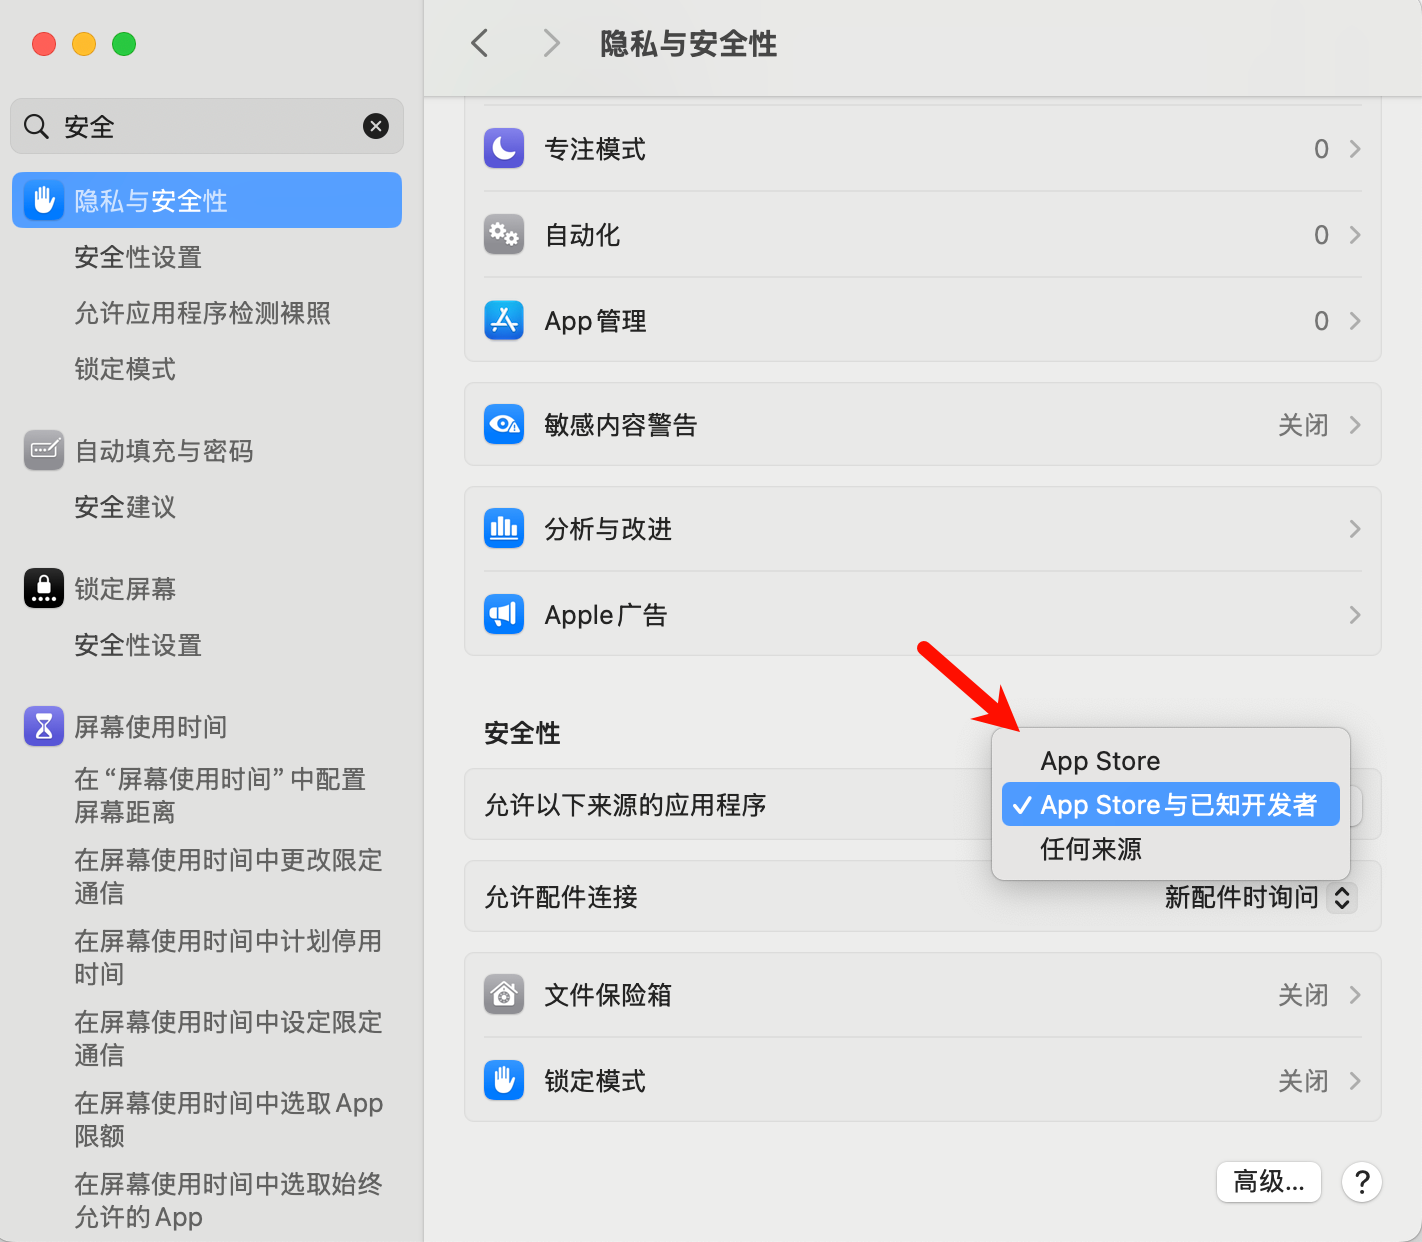 安全
隐私与安全性
安全性设置
允许应用程序检测裸照
锁定模式
自动填充与密码
安全建议
锁定屏幕
安全性设置
屏幕使用时间
在“屏幕使用时间”中配置
屏幕距离
在屏幕使用时间中更改限定
通信
在屏幕使用时间中计划停用
时间
在屏幕使用时间中设定限定
通信
在屏幕使用时间中选取App
限额
在屏幕使用时间中选取始终
允许的App
隐私与安全性
专注模式 0
自动化 0
App管理 0
敏感内容警告 关闭
分析与改进
Apple广告
安全性
App Store
允许以下来源的应用程序 App Store与已知开发者
任何来源
允许配件连接 新配件时询问
文件保险箱 关闭
锁定模式 关闭
高级... ?